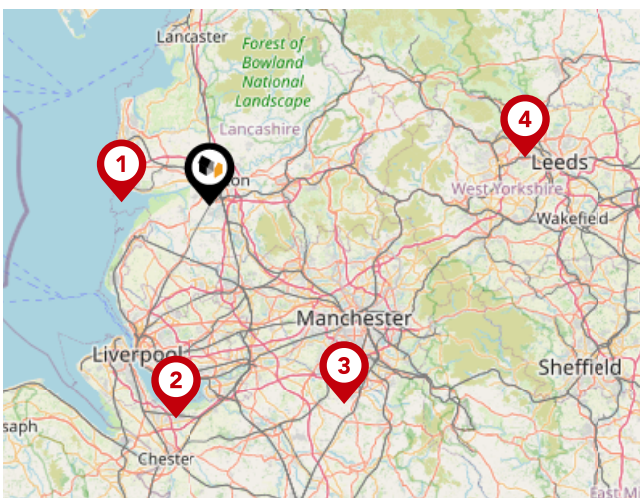 Lancaster
Forest of
Bowland
National
Landscape
Lancashire
4
1
Leeds
on
West Yorkshire
Wakefield
Manchester
Liverpool
3
Sheffield
2
saph
Chester
East M